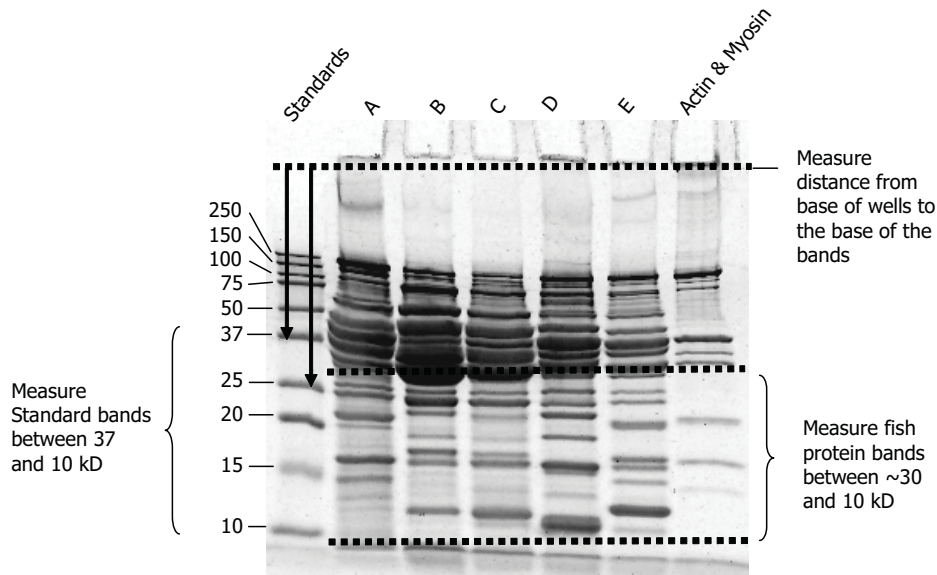 Standards
A
B
C
D
E
Actin & Myosin
Measure
distance from
base of wells to
the base of the
bands
250
150
100
75
50
37
25
20
15
10
Measure
Standard bands
between 37
and 10 kD
Measure fish
protein bands
between ~30
and 10 kD